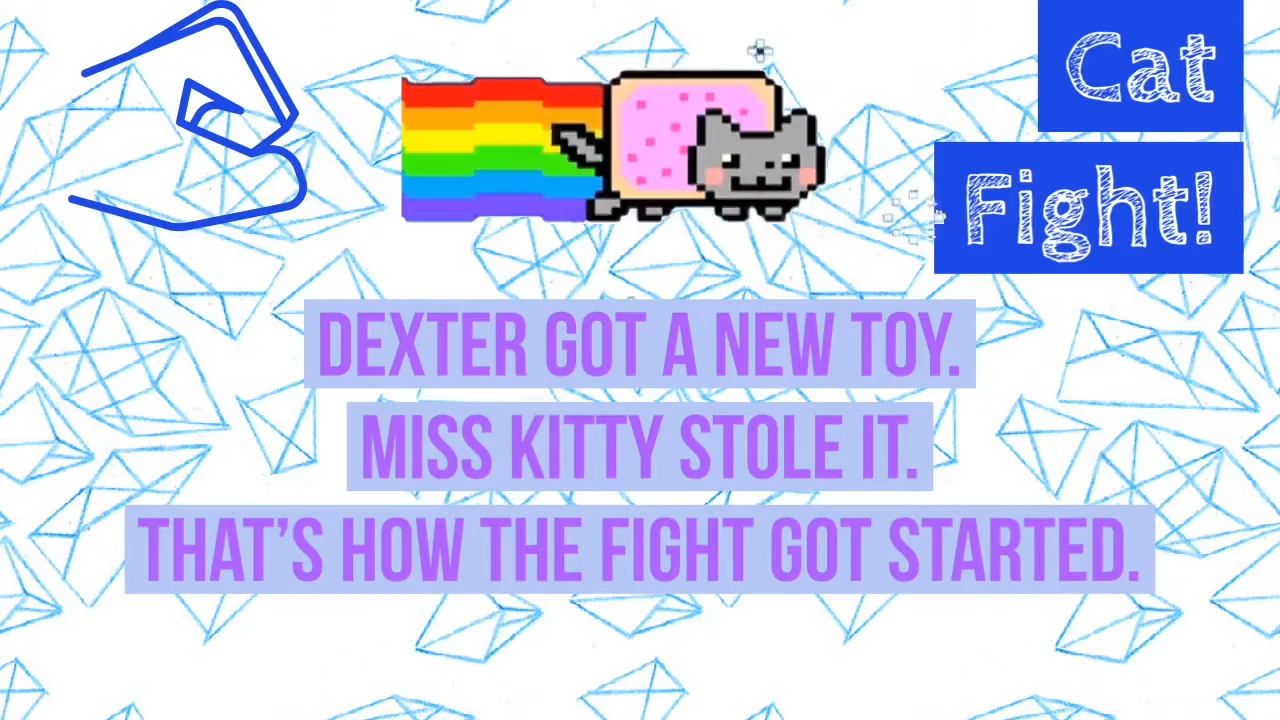 Cat
Fight!
DEXTER GOT A NEW TOY.
MISS KITTY STOLE IT.
THAT’S HOW THE FIGHT GOT STARTED.